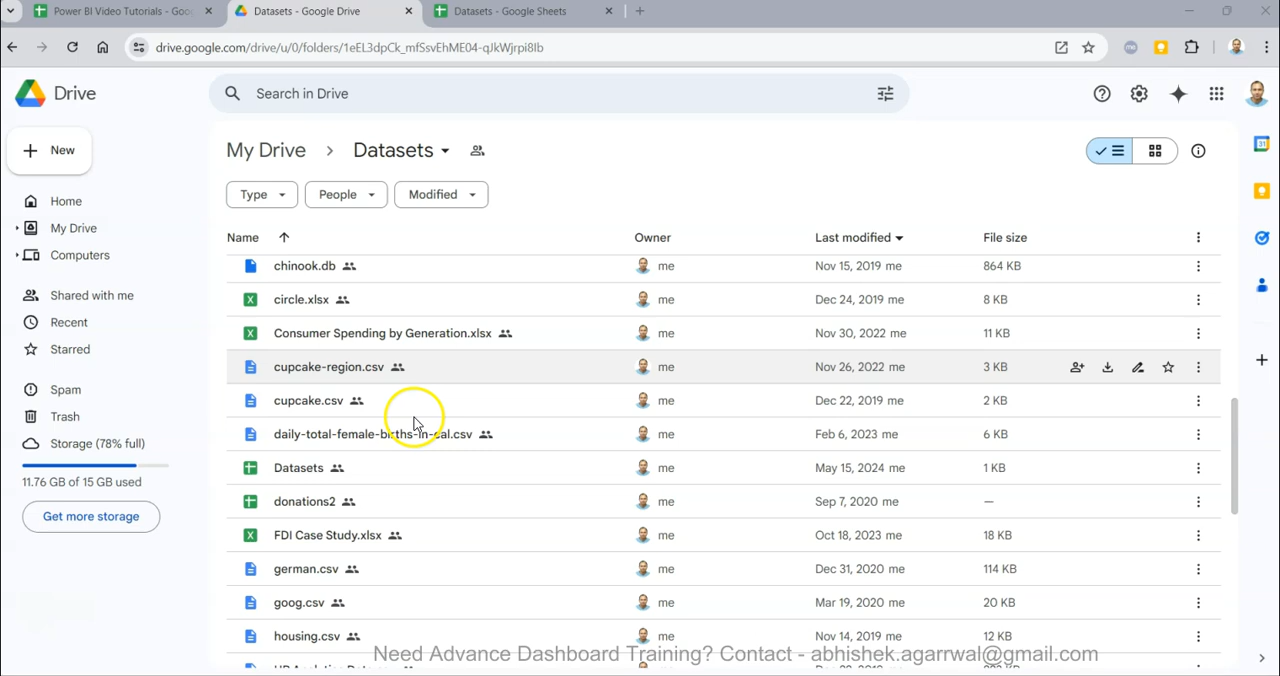 Power BI Video Tutorials - Goo
Datasets - Google Drive
Datasets - Google Sheets
drive.google.com/drive/u/0/folders/1eEL3dpCk_mfSsvEhME04-qJkWjrpi8Ib
Drive
Search in Drive
New
My Drive > Datasets
Home
My Drive
Computers
Shared with me
Recent
Starred
Spam
Trash
Storage (78% full)
11.76 GB of 15 GB used
Get more storage
Type People Modified
Name Owner Last modified File size
chinook.db me Nov 15, 2019 me 864 KB
circle.xlsx me Dec 24, 2019 me 8 KB
Consumer Spending by Generation.xlsx me Nov 30, 2022 me 11 KB
cupcake-region.csv me Nov 26, 2022 me 3 KB
cupcake.csv me Dec 22, 2019 me 2 KB
daily-total-female-births-in-cal.csv me Feb 6, 2023 me 6 KB
Datasets me May 15, 2024 me 1 KB
donations2 me Sep 7, 2020 me —
FDI Case Study.xlsx me Oct 18, 2023 me 18 KB
german.csv me Dec 31, 2020 me 114 KB
goog.csv me Mar 19, 2020 me 20 KB
housing.csv me Nov 14, 2019 me 12 KB
Need Advance Dashboard Training? Contact - abhishek.agarrwal@gmail.com